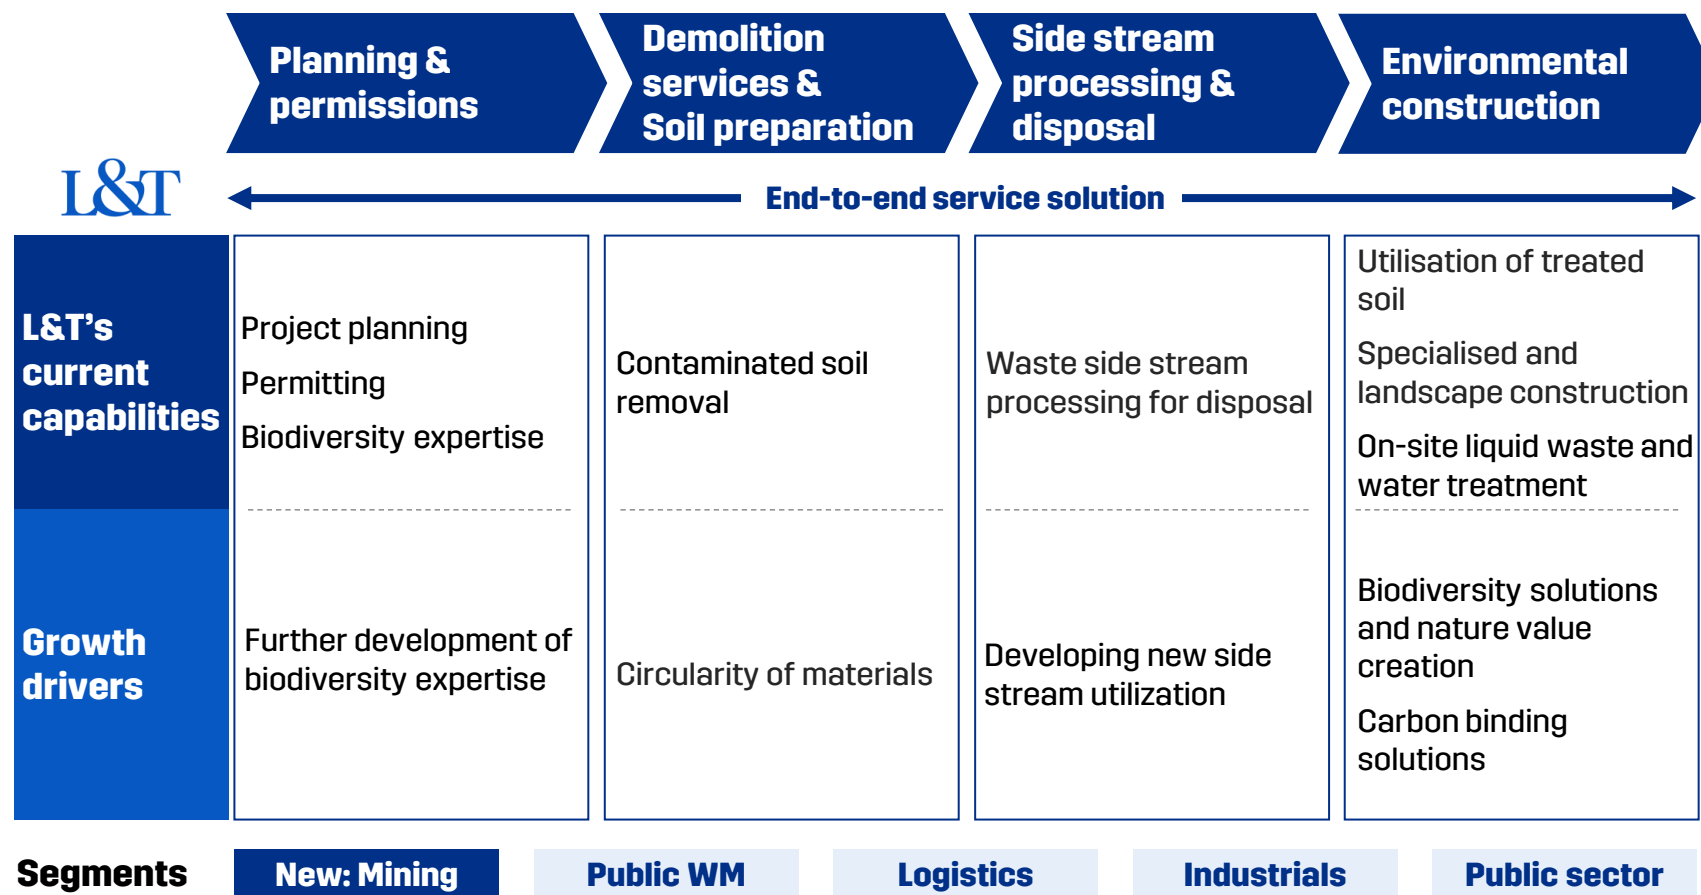 Planning &
permissions
Demolition
services &
Soil preparation
Side stream
processing &
disposal
Environmental
construction
L&T
End-to-end service solution
L&T’s
current
capabilities
Project planning
Permitting
Biodiversity expertise
Contaminated soil
removal
Waste side stream
processing for disposal
Utilisation of treated
soil
Specialised and
landscape construction
On-site liquid waste and
water treatment
Growth
drivers
Further development of
biodiversity expertise
Circularity of materials
Developing new side
stream utilization
Biodiversity solutions
and nature value
creation
Carbon binding
solutions
Segments
New: Mining
Public WM
Logistics
Industrials
Public sector